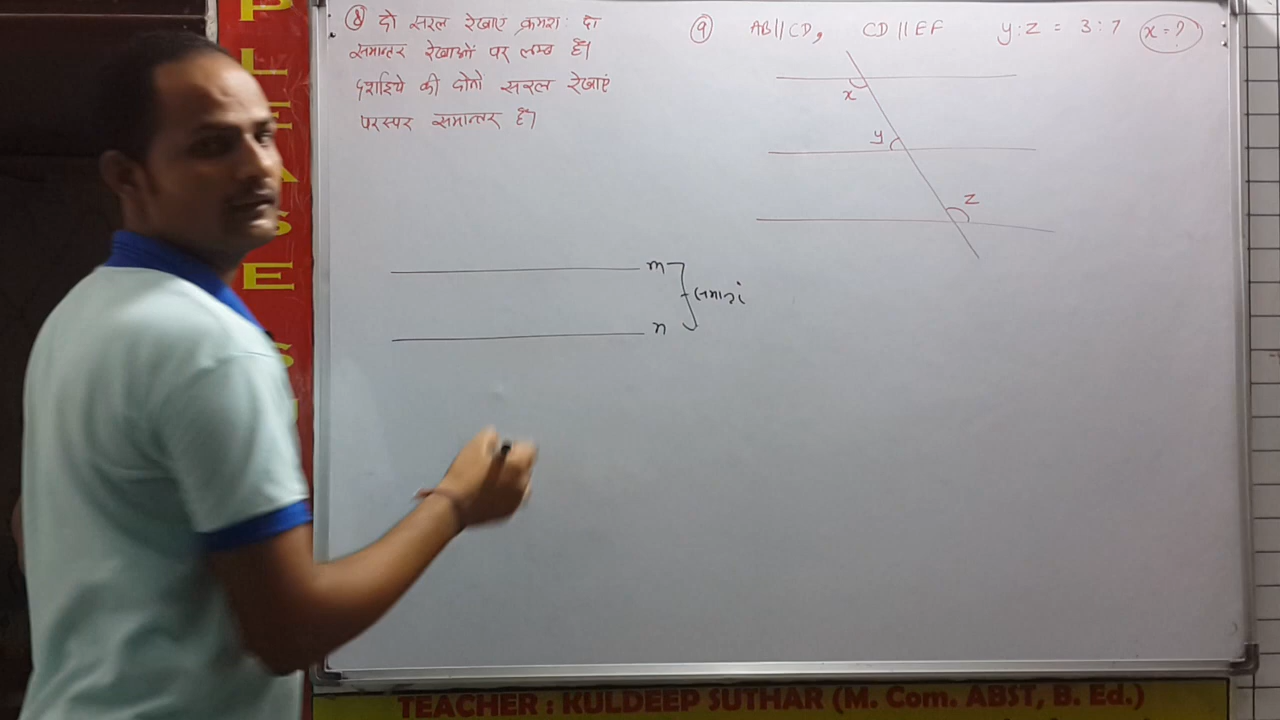 PLEASE
⑧ दो सरल रेखाए क्रमश: दो
समान्तर रेखाओं पर लम्ब है।
दर्शाइये की दोनो सरल रेखाएं
परस्पर समान्तर है।
⑨ AB||CD, CD||EF y:z = 3:7 x=?
x
y
z
m
n
TEACHER : KULDEEP SUTHAR (M. Com. ABST, B. Ed.)